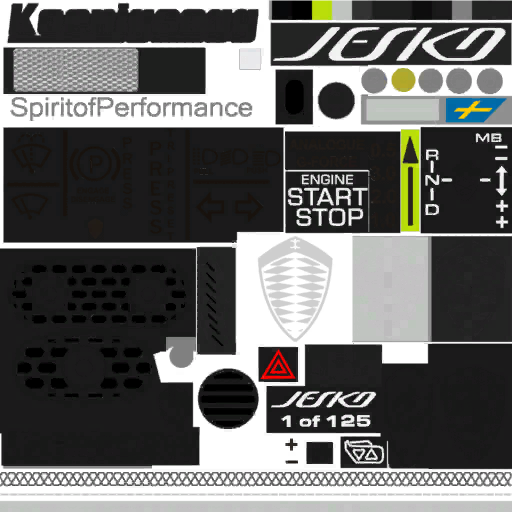 Koenigsegg
JESKO
SpiritofPerformance
MB
R
N
D
ENGINE
START
STOP
JESKO
1 of 125